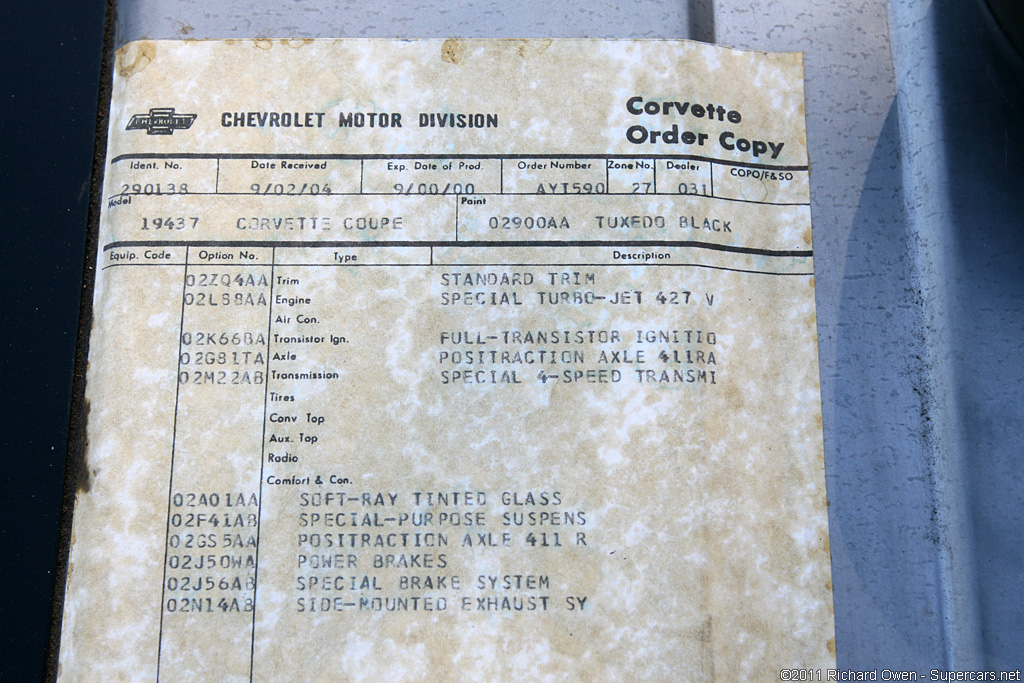 CHEVROLET
CHEVROLET MOTOR DIVISION
Corvette
Order Copy
Ident. No. Date Received Exp. Date of Prod. Order Number Zone No. Dealer COPO/F&SO
290138 9/02/04 9/00/00 AYT590 27 031
Model Paint
19437 CORVETTE COUPE 02900AA TUXEDO BLACK
Equip. Code Option No. Type Description
02ZQ4AA Trim STANDARD TRIM
02L88AA Engine SPECIAL TURBO-JET 427 V
Air Con.
02K66BA Transistor Ign. FULL-TRANSISTOR IGNITIO
02G81TA Axle POSITRACTION AXLE 411RA
02M22AB Transmission SPECIAL 4-SPEED TRANSMI
Tires
Conv Top
Aux. Top
Radio
Comfort & Con.
02A01AA SOFT-RAY TINTED GLASS
02F41AB SPECIAL-PURPOSE SUSPENS
02GS5AA POSITRACTION AXLE 411 R
02J50WA POWER BRAKES
02J56AB SPECIAL BRAKE SYSTEM
02N14AB SIDE-MOUNTED EXHAUST SY
©2011 Richard Owen - Supercars.net